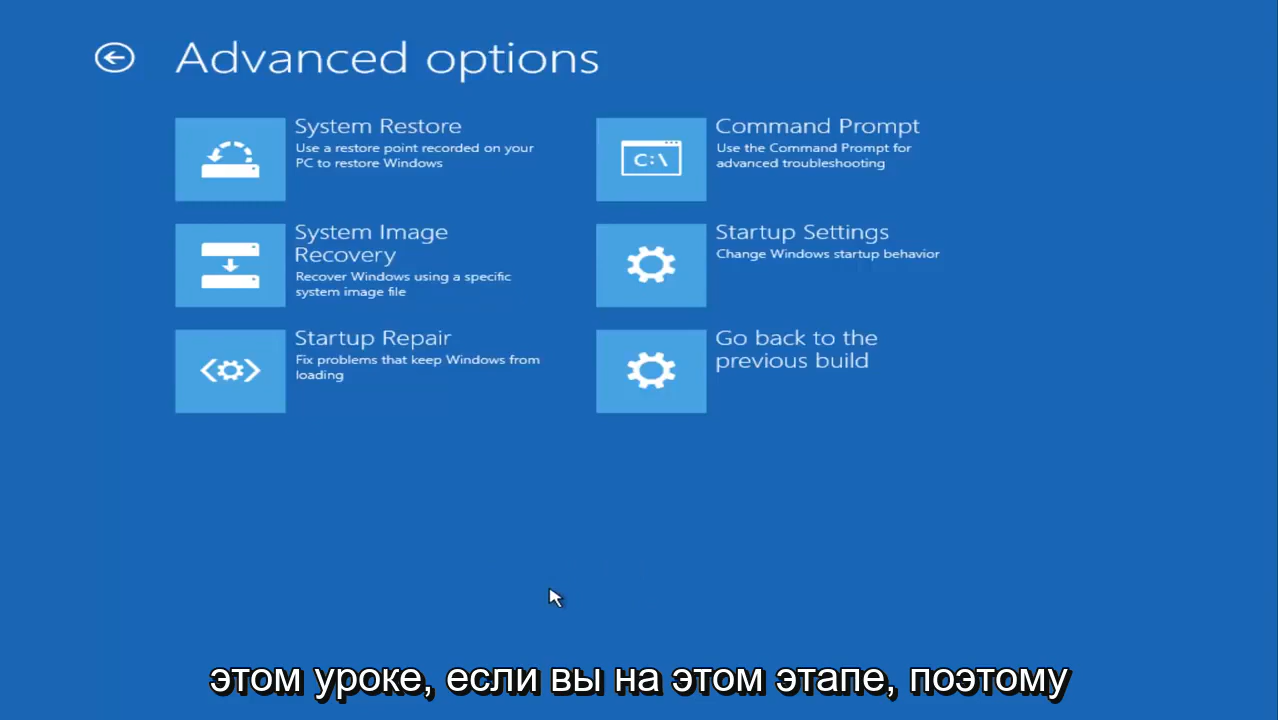 Advanced options
System Restore
Use a restore point recorded on your
PC to restore Windows
Command Prompt
Use the Command Prompt for
advanced troubleshooting
C:\
System Image
Recovery
Recover Windows using a specific
system image file
Startup Settings
Change Windows startup behavior
Startup Repair
Fix problems that keep Windows from
loading
Go back to the
previous build
этом уроке, если вы на этом этапе, поэтому